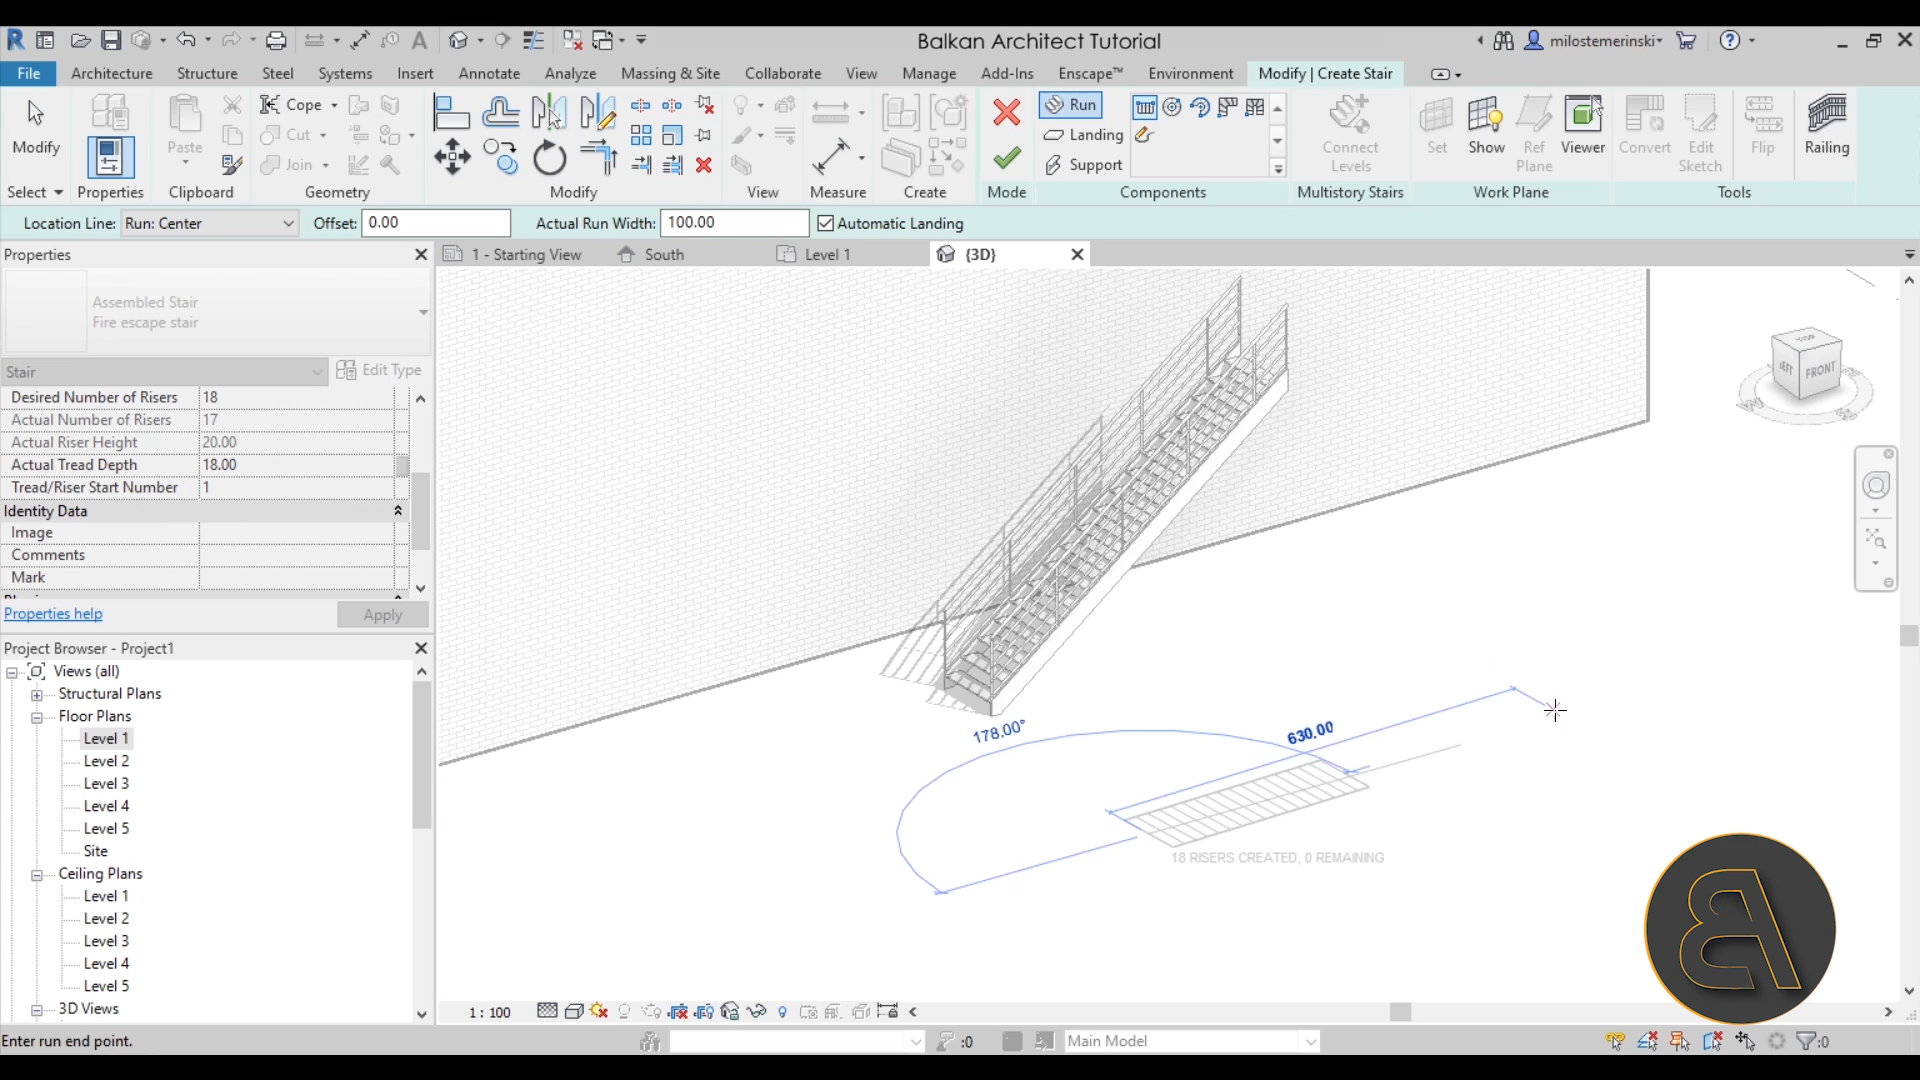 Balkan Architect Tutorial
milostemerinski
File Architecture Structure Steel Systems Insert Annotate Analyze Massing & Site Collaborate View Manage Add-Ins Enscape™ Environment Modify | Create Stair
Modify
Paste
Cope
Cut
Join
Run
Landing
Support
Connect
Levels
Set
Show
Ref
Plane
Viewer
Convert
Edit
Sketch
Flip
Railing
Select Properties Clipboard Geometry Modify View Measure Create Mode Components Multistory Stairs Work Plane Tools
Location Line: Run: Center Offset: 0.00 Actual Run Width: 100.00 Automatic Landing
Properties
1 - Starting View South Level 1 {3D}
Assembled Stair
Fire escape stair
Stair Edit Type
Desired Number of Risers 18
Actual Number of Risers 17
Actual Riser Height 20.00
Actual Tread Depth 18.00
Tread/Riser Start Number 1
Identity Data
Image
Comments
Mark
Properties help Apply
Project Browser - Project1
Views (all)
Structural Plans
Floor Plans
Level 1
Level 2
Level 3
Level 4
Level 5
Site
Ceiling Plans
Level 1
Level 2
Level 3
Level 4
Level 5
3D Views
TOP
LEFT
FRONT
178.00°
630.00
18 RISERS CREATED, 0 REMAINING
1 : 100
Enter run end point.
:0
Main Model
:0